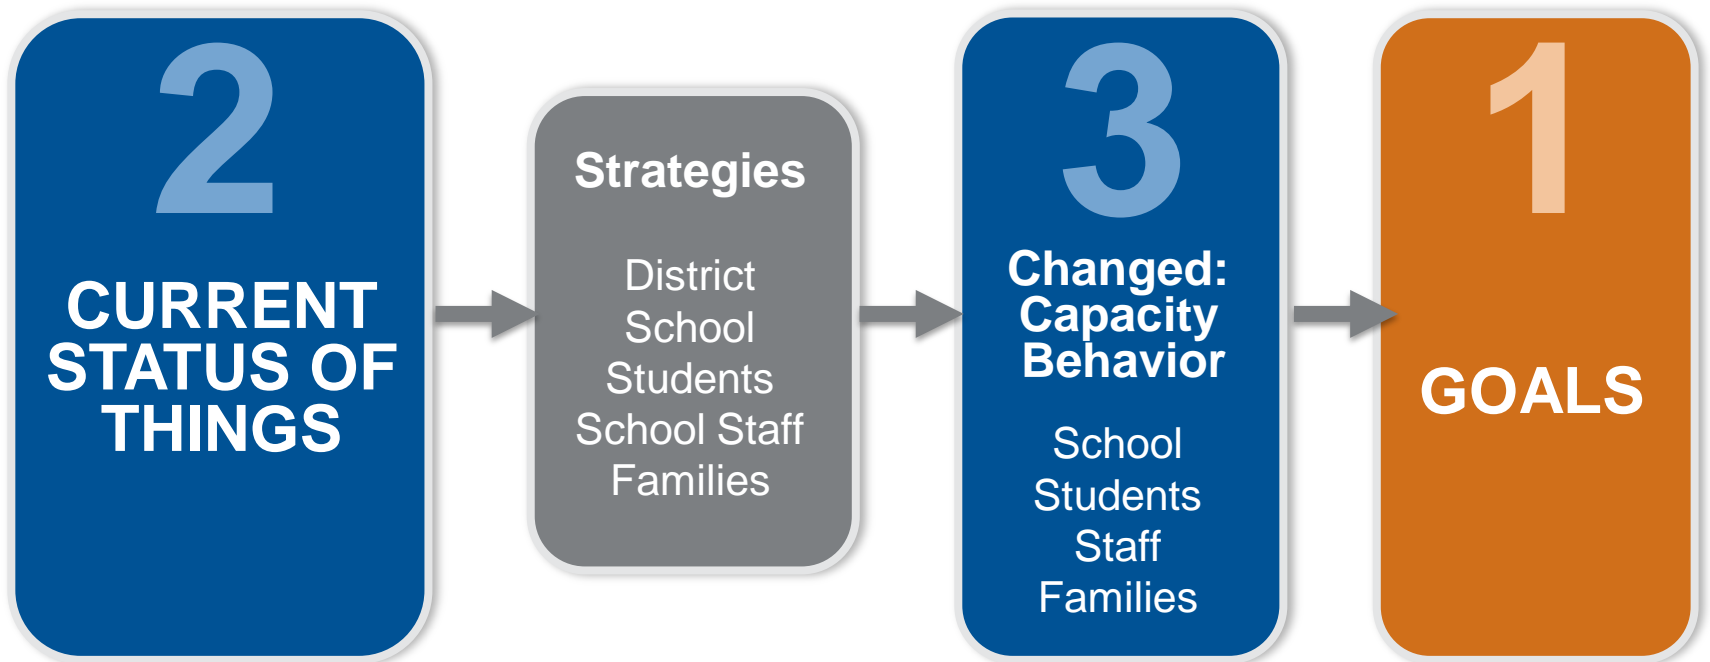 2
CURRENT
STATUS OF
THINGS
Strategies
District
School
Students
School Staff
Families
3
Changed:
Capacity
Behavior
School
Students
Staff
Families
1
GOALS